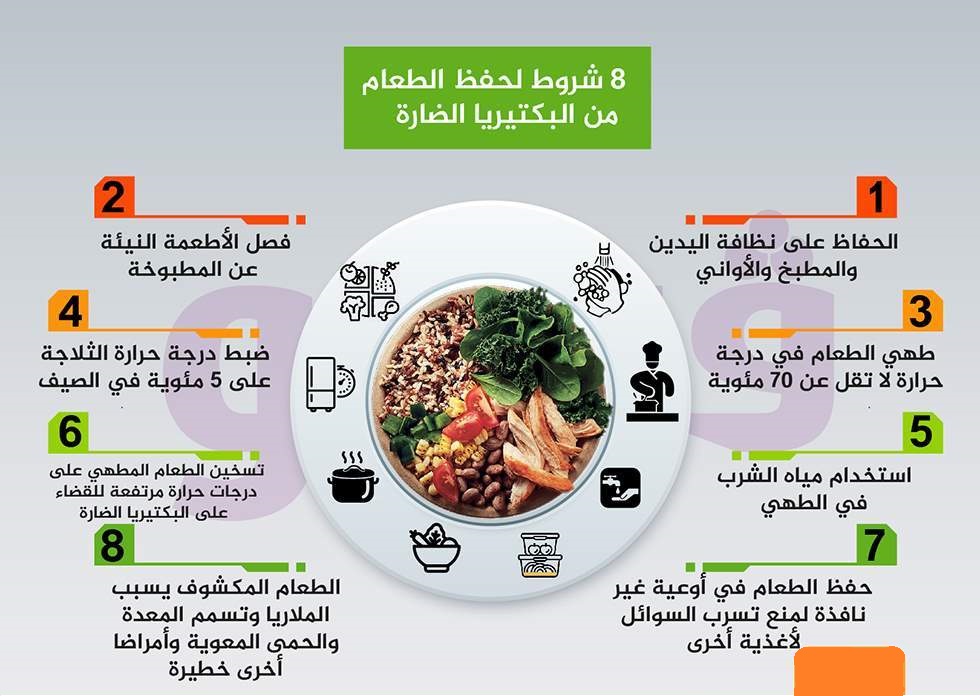 8 شروط لحفظ الطعام
من البكتيريا الضارة
1
الحفاظ على نظافة اليدين
والمطبخ والأواني
2
فصل الأطعمة النيئة
عن المطبوخة
3
طهي الطعام في درجة
حرارة لا تقل عن 70 مئوية
4
ضبط درجة حرارة الثلاجة
على 5 مئوية في الصيف
5
استخدام مياه الشرب
في الطهي
6
تسخين الطعام المطهي على
درجات حرارة مرتفعة للقضاء
على البكتيريا الضارة
7
حفظ الطعام في أوعية غير
نافذة لمنع تسرب السوائل
لأغذية أخرى
8
الطعام المكشوف يسبب
الملاريا وتسمم المعدة
والحمى المعوية وأمراضا
أخرى خطيرة